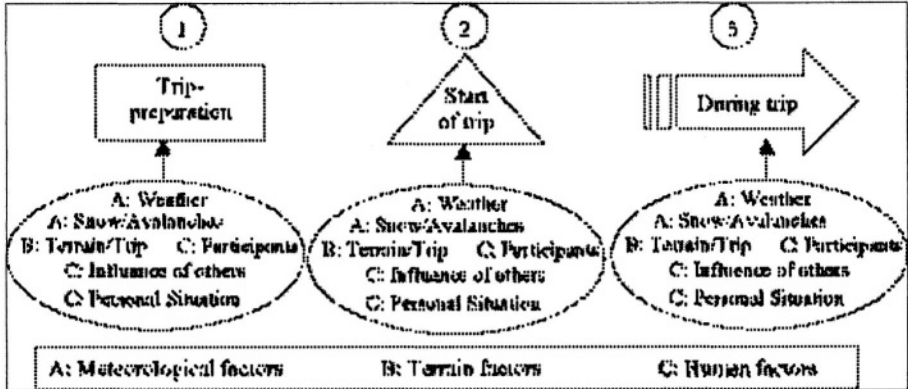 1
Trip-
preparation
A: Weather
A: Snow/Avalanches
B: Terrain/Trip C: Participants
C: Influence of others
C: Personal Situation
2
Start
of trip
A: Weather
A: Snow/Avalanches
B: Terrain/Trip C: Participants
C: Influence of others
C: Personal Situation
3
During trip
A: Weather
A: Snow/Avalanches
B: Terrain/Trip C: Participants
C: Influence of others
C: Personal Situation
A: Meteorological factors B: Terrain factors C: Human factors